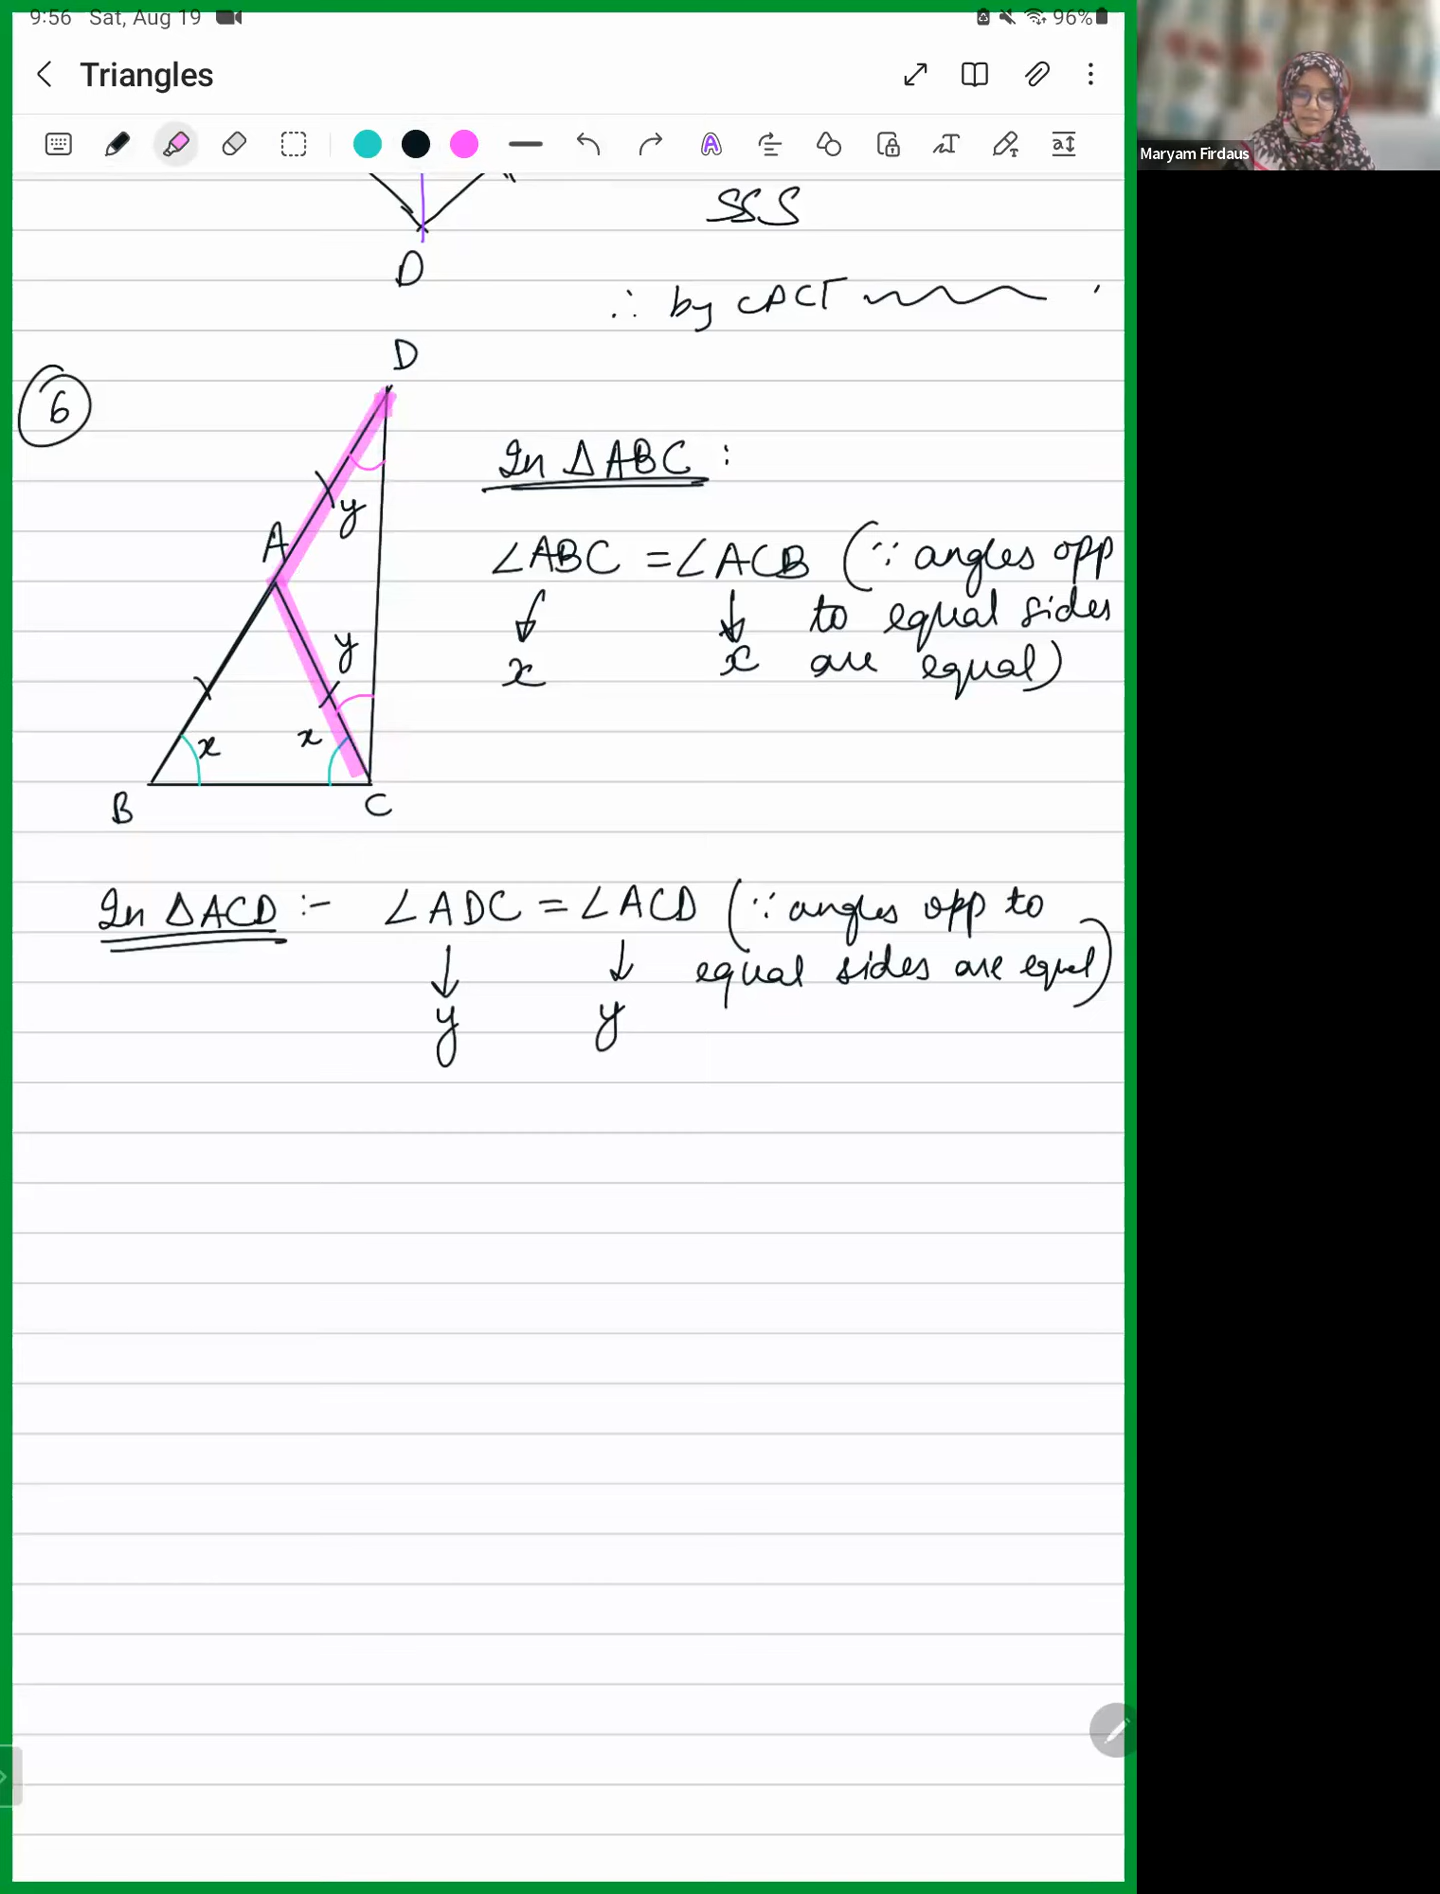 9:56 Sat, Aug 19
96%
Triangles
Maryam Firdaus
SSS
D
∴ by CPCT
6
D
In ΔABC :
y
A
∠ABC = ∠ACB (∵ angles opp
to equal sides
y
x x are equal)
x x
B C
In ΔACD :- ∠ADC = ∠ACD (∵ angles opp to
equal sides are equal)
y y